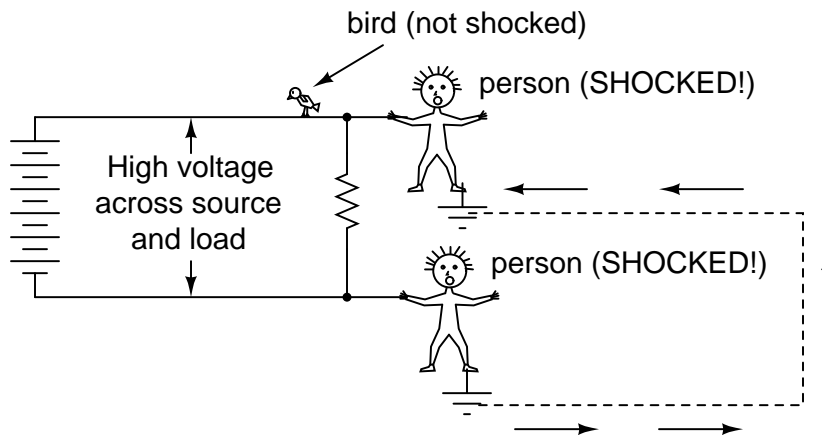 bird (not shocked)
person (SHOCKED!)
High voltage
across source
and load
person (SHOCKED!)